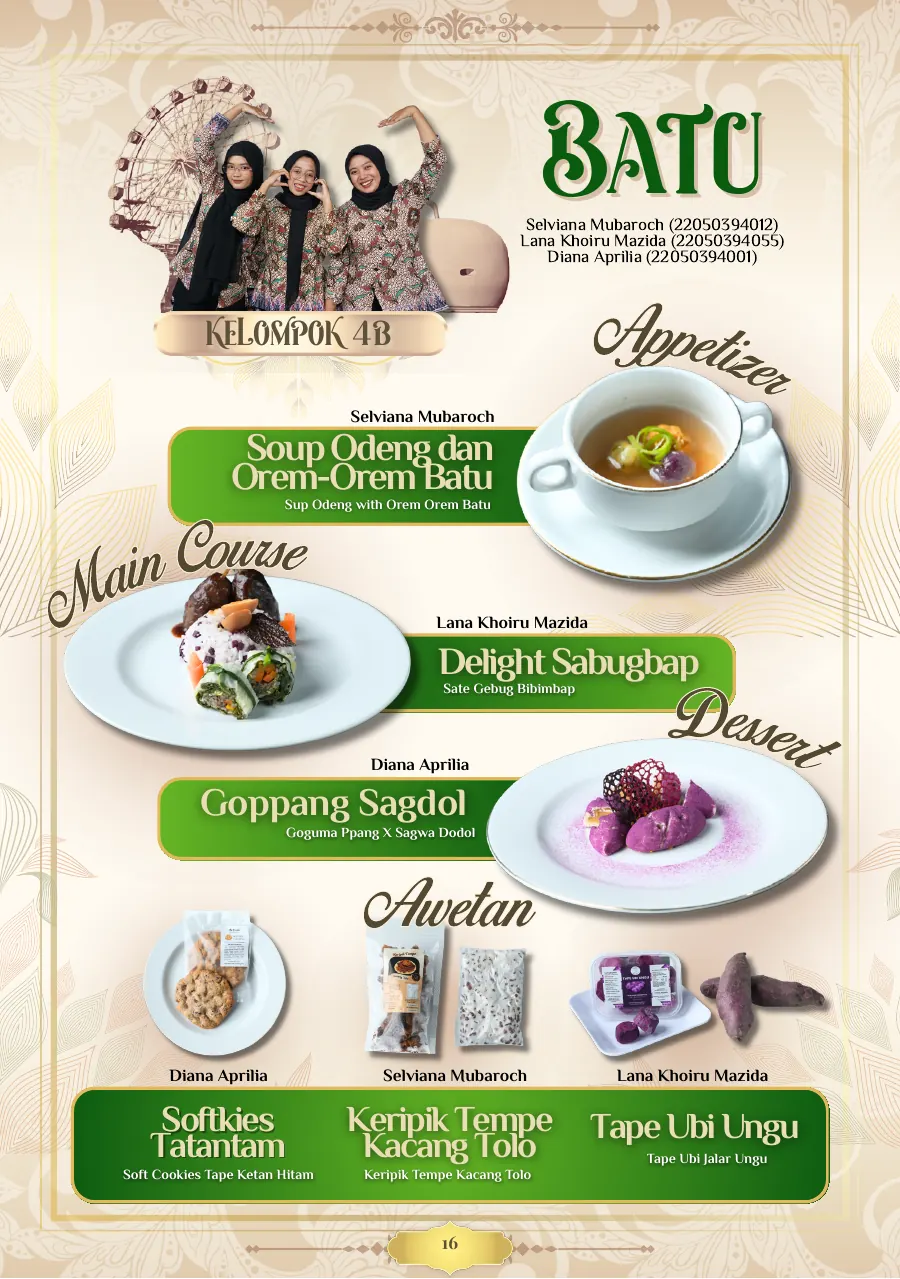 BATU
Selviana Mubaroch (22050394012)
Lana Khoiru Mazida (22050394055)
Diana Aprilia (22050394001)
KELOMPOK 4B
Appetizer
Selviana Mubaroch
Soup Odeng dan
Orem-Orem Batu
Sup Odeng with Orem Orem Batu
Main Course
Lana Khoiru Mazida
Delight Sabugbap
Sate Gebug Bibimbap
Dessert
Diana Aprilia
Goppang Sagdol
Goguma Ppang X Sagwa Dodol
Awetan
Keripik Tempe
Diana Aprilia
Selviana Mubaroch
Lana Khoiru Mazida
Softkies
Tatantam
Soft Cookies Tape Ketan Hitam
Keripik Tempe
Kacang Tolo
Keripik Tempe Kacang Tolo
Tape Ubi Ungu
Tape Ubi Jalar Ungu
16